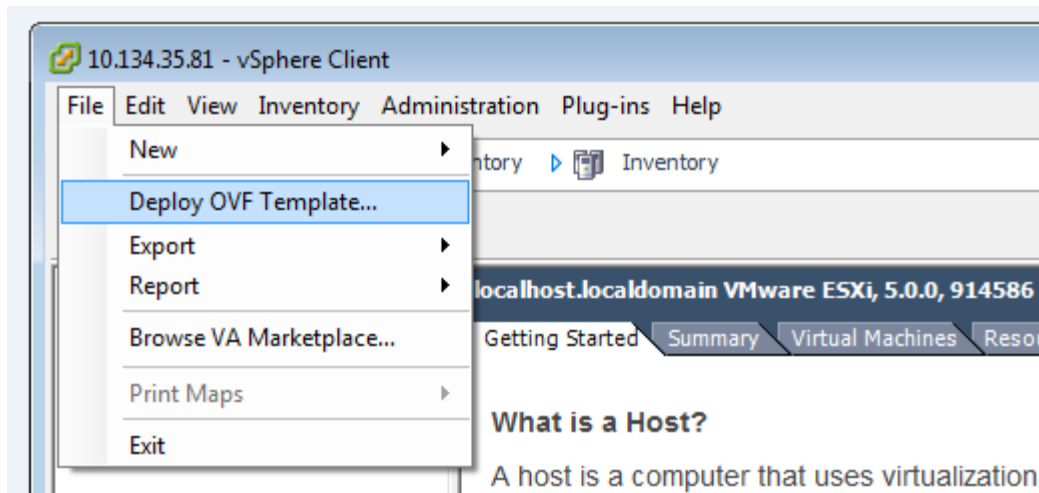 10.134.35.81 - vSphere Client
File Edit View Inventory Administration Plug-ins Help
New
Inventory
Deploy OVF Template...
Export
Report
localhost.localdomain VMware ESXi, 5.0.0, 914586
Browse VA Marketplace...
Getting Started Summary Virtual Machines
Print Maps
What is a Host?
Exit
A host is a computer that uses virtualization